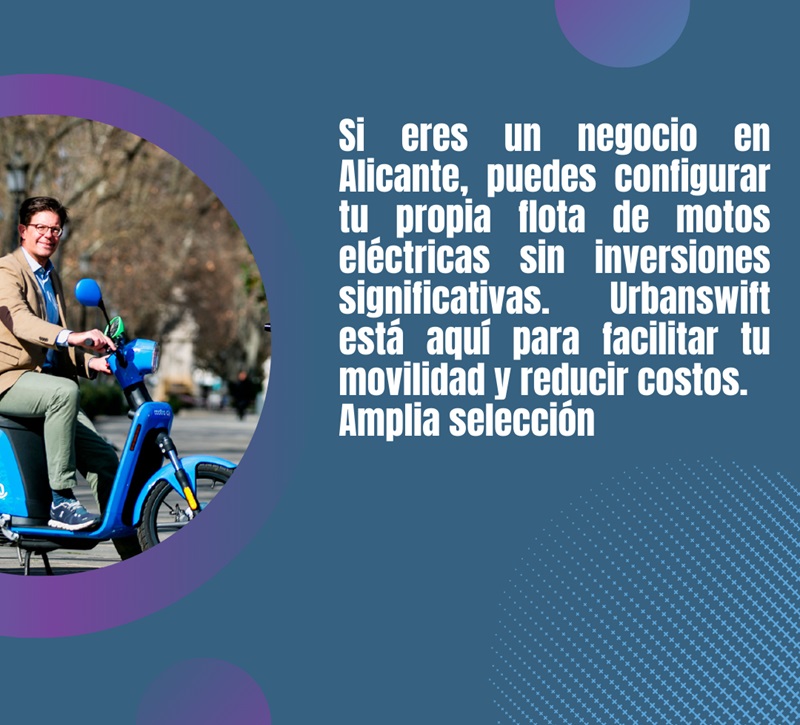 Si eres un negocio en
Alicante, puedes configurar
tu propia flota de motos
eléctricas sin inversiones
significativas. Urbanswift
está aquí para facilitar tu
movilidad y reducir costos.
Amplia selección